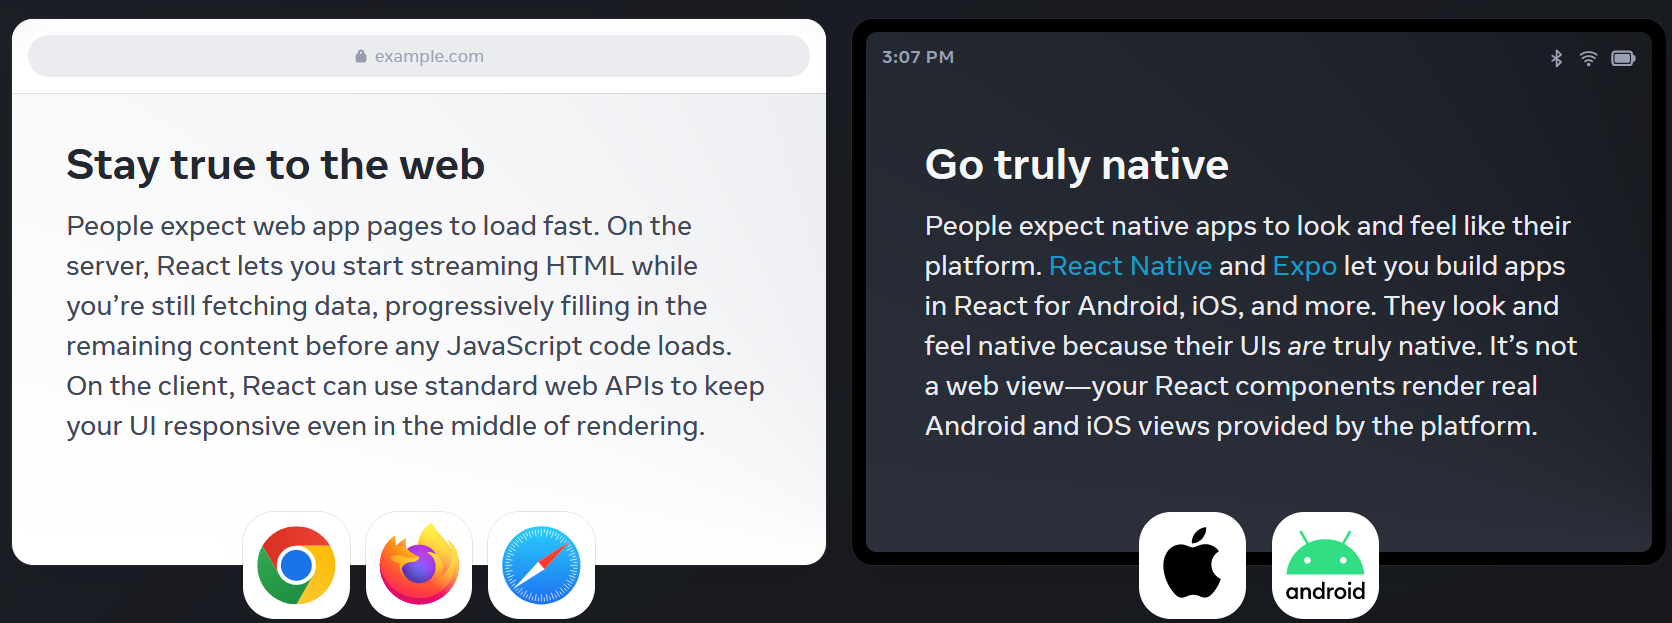 example.com
Stay true to the web
People expect web app pages to load fast. On the
server, React lets you start streaming HTML while
you’re still fetching data, progressively filling in the
remaining content before any JavaScript code loads.
On the client, React can use standard web APIs to keep
your UI responsive even in the middle of rendering.
3:07 PM
Go truly native
People expect native apps to look and feel like their
platform. React Native and Expo let you build apps
in React for Android, iOS, and more. They look and
feel native because their UIs are truly native. It’s not
a web view—your React components render real
Android and iOS views provided by the platform.
android